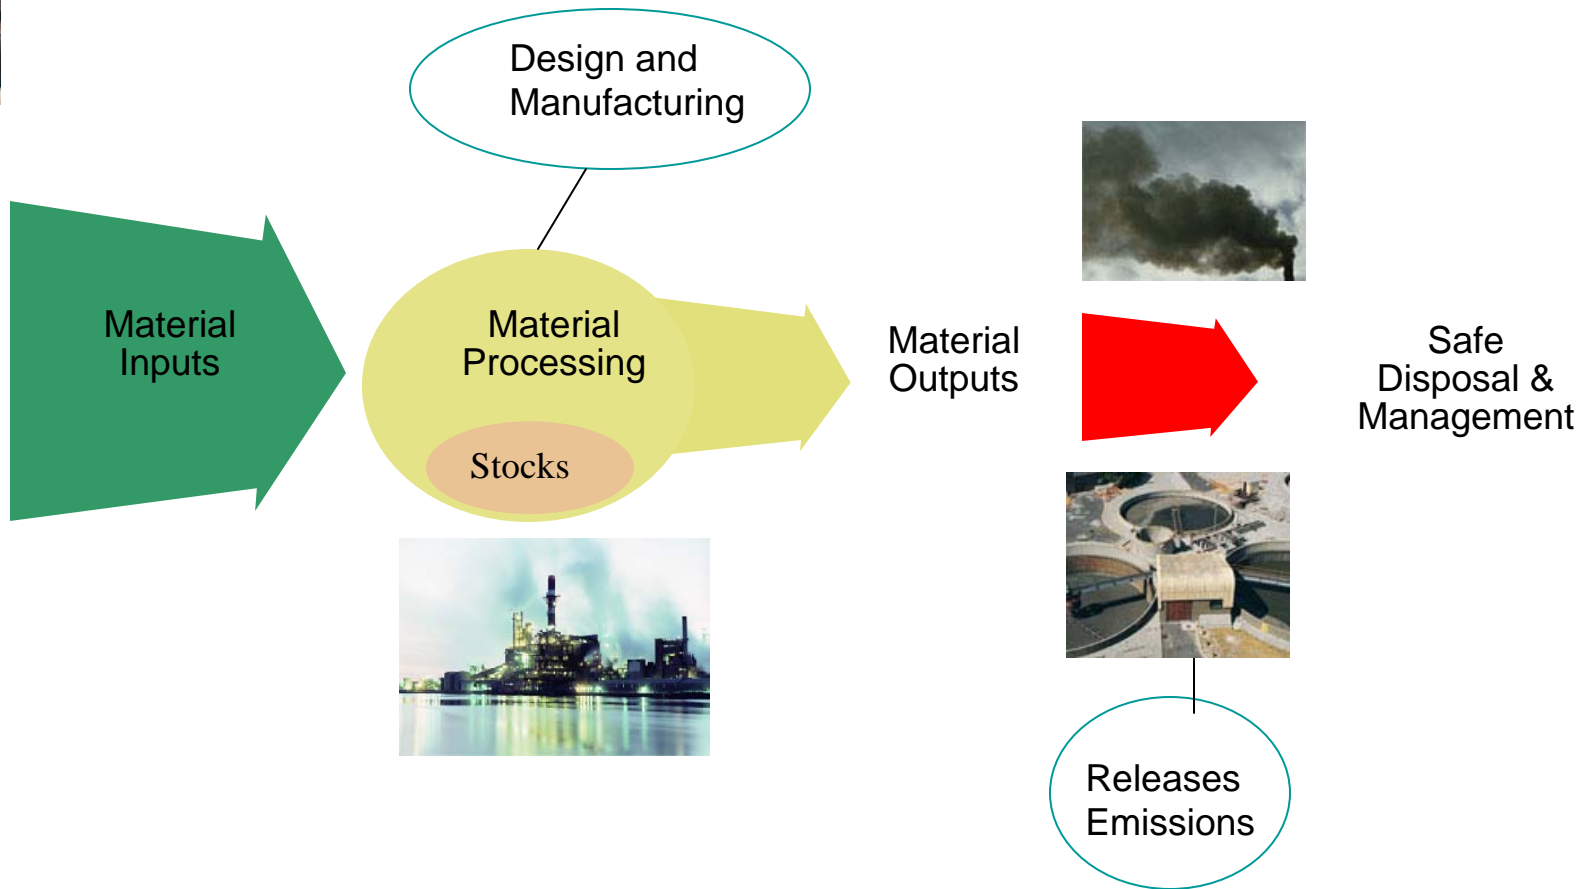 Design and
Manufacturing
Material
Inputs
Material
Processing
Stocks
Material
Outputs
Safe
Disposal &
Management
Releases
Emissions